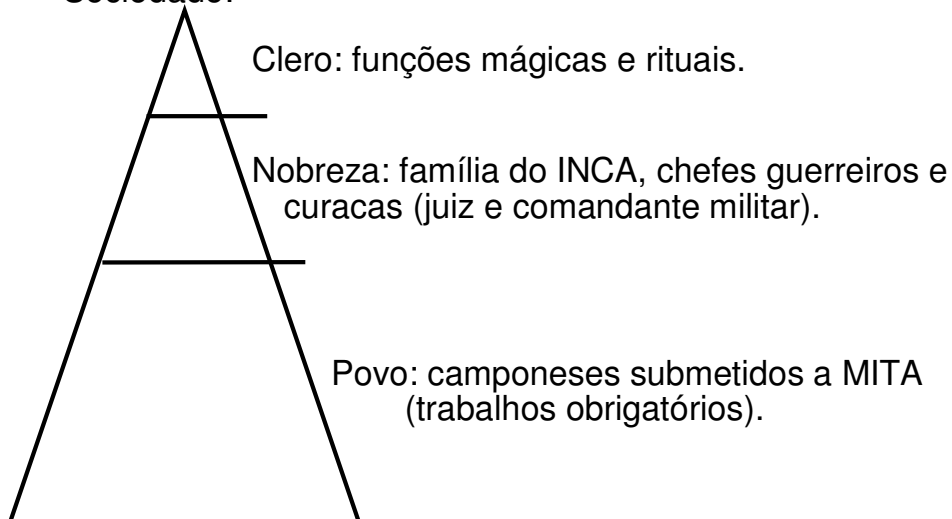 Clero: funções mágicas e rituais.
Nobreza: família do INCA, chefes guerreiros e
curacas (juiz e comandante militar).
Povo: camponeses submetidos a MITA
(trabalhos obrigatórios).